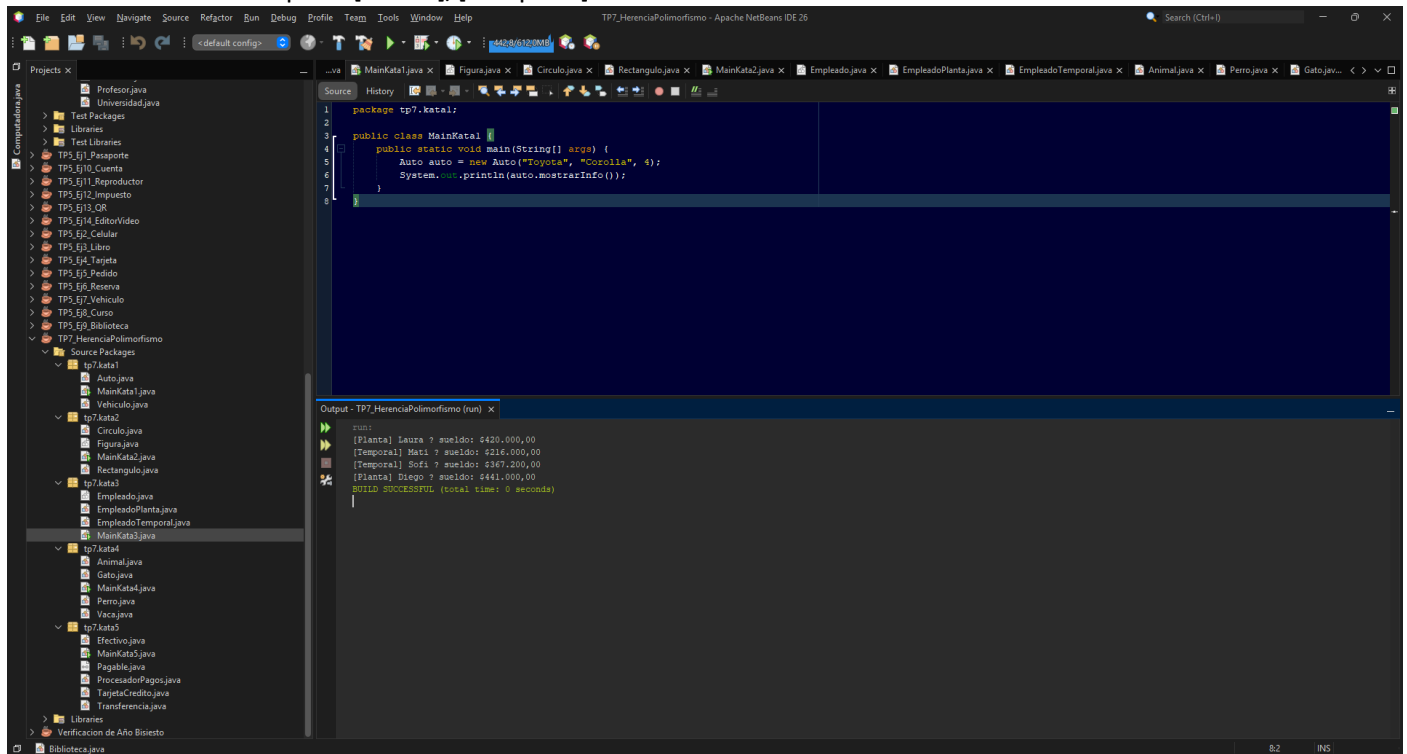 File Edit View Navigate Source Refactor Run Debug Profile Team Tools Window Help
TP7_HerenciaPolimorfismo - Apache NetBeans IDE 26
Search (Ctrl+I)
<default config>
442,8/612,0MB
Projects
...va MainKata1.java Figura.java Circulo.java Rectangulo.java MainKata2.java Empleado.java EmpleadoPlanta.java EmpleadoTemporal.java Animal.java Perro.java Gato.jav...
Computadora.java
Profesor.java
Universidad.java
Test Packages
Libraries
Test Libraries
TP5_Ej1_Pasaporte
TP5_Ej10_Cuenta
TP5_Ej11_Reproductor
TP5_Ej12_Impuesto
TP5_Ej13_QR
TP5_Ej14_EditorVideo
TP5_Ej2_Celular
TP5_Ej3_Libro
TP5_Ej4_Tarjeta
TP5_Ej5_Pedido
TP5_Ej6_Reserva
TP5_Ej7_Vehiculo
TP5_Ej8_Curso
TP5_Ej9_Biblioteca
TP7_HerenciaPolimorfismo
Source Packages
tp7.kata1
Auto.java
MainKata1.java
Vehiculo.java
tp7.kata2
Circulo.java
Figura.java
MainKata2.java
Rectangulo.java
tp7.kata3
Empleado.java
EmpleadoPlanta.java
EmpleadoTemporal.java
MainKata3.java
tp7.kata4
Animal.java
Gato.java
MainKata4.java
Perro.java
Vaca.java
tp7.kata5
Efectivo.java
MainKata5.java
Pagable.java
ProcesadorPagos.java
TarjetaCredito.java
Transferencia.java
Libraries
Verificacion de Año Bisiesto
Source History
1 package tp7.kata1;
2
3 public class MainKata1 {
4 public static void main(String[] args) {
5 Auto auto = new Auto("Toyota", "Corolla", 4);
6 System.out.println(auto.mostrarInfo());
7 }
8 }
Output - TP7_HerenciaPolimorfismo (run)
run:
[Planta] Laura ? sueldo: $420.000,00
[Temporal] Mati ? sueldo: $216.000,00
[Temporal] Sofi ? sueldo: $367.200,00
[Planta] Diego ? sueldo: $441.000,00
BUILD SUCCESSFUL (total time: 0 seconds)
Biblioteca.java
8:2 INS